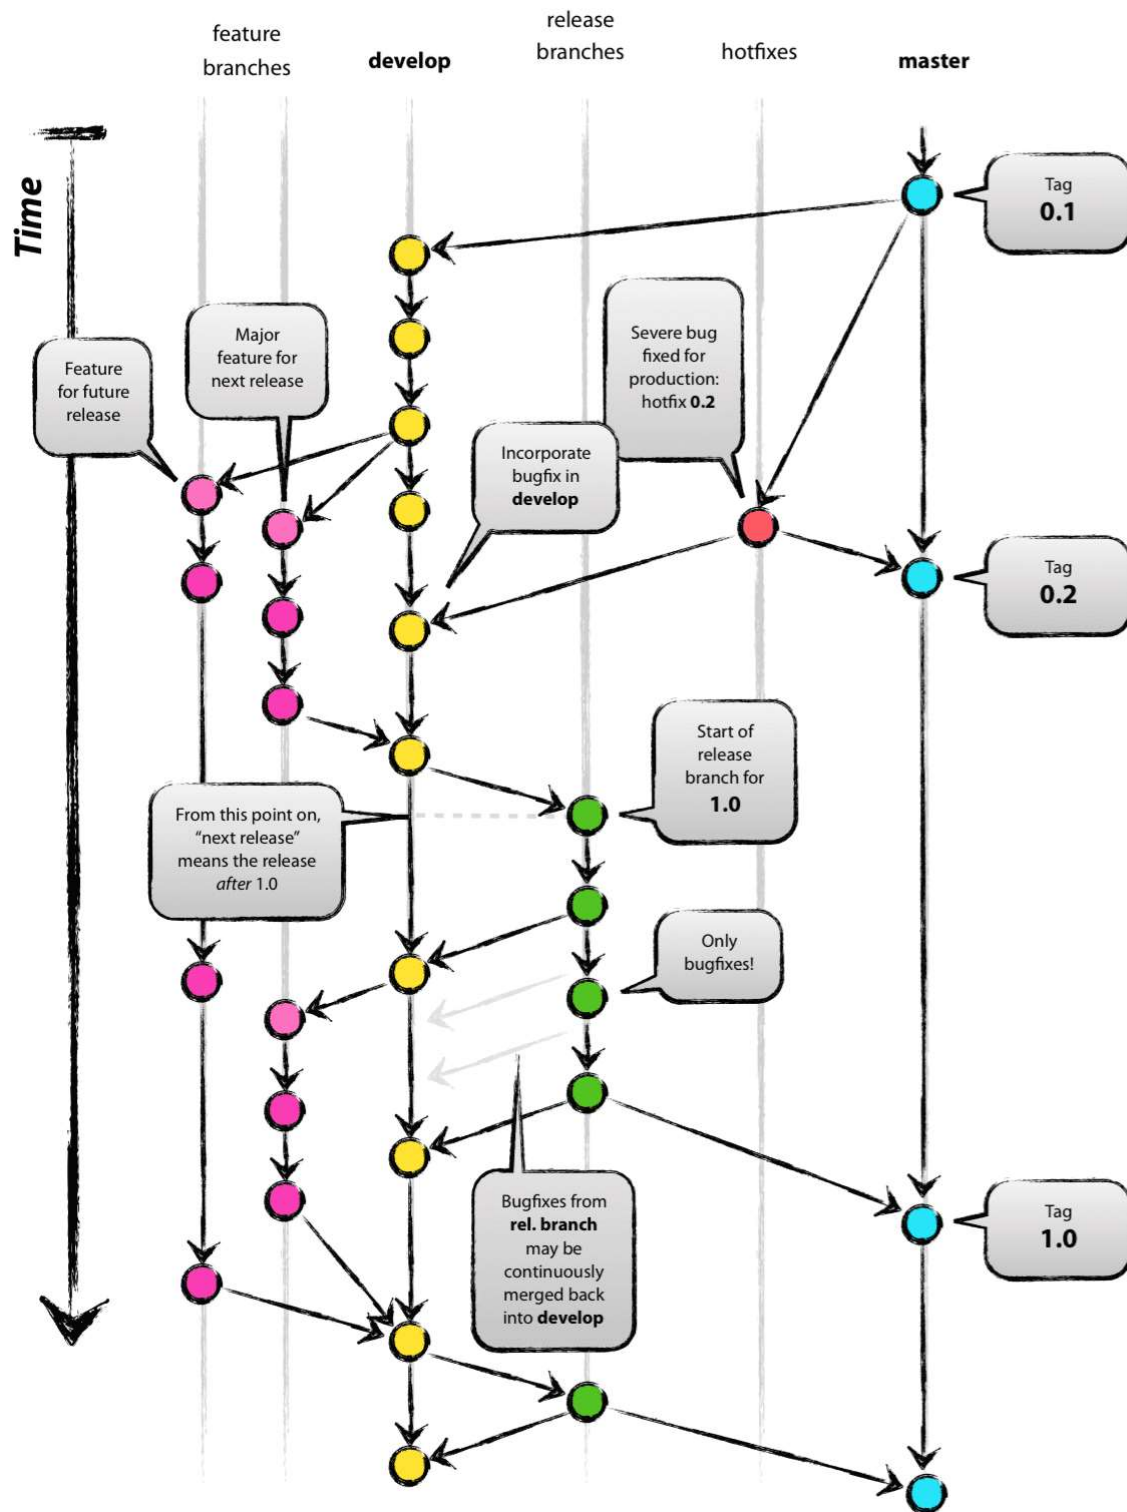 feature
branches
develop
release
branches
hotfixes
master
Time
Tag
0.1
Major
feature for
next release
Feature
for future
release
Severe bug
fixed for
production:
hotfix 0.2
Incorporate
bugfix in
develop
Tag
0.2
Start of
release
branch for
1.0
From this point on,
“next release”
means the release
after 1.0
Only
bugfixes!
Bugfixes from
rel. branch
may be
continuously
merged back
into develop
Tag
1.0